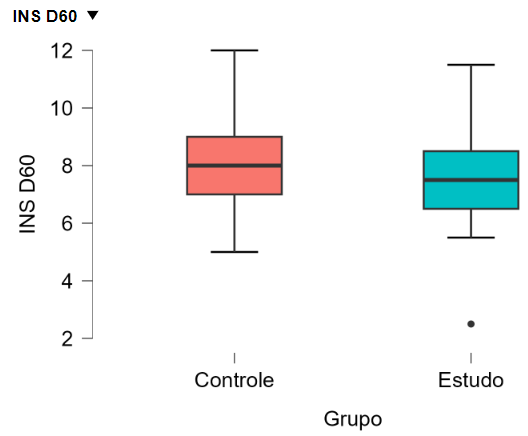 INS D60 ▼
INS D60
12
10
8
6
4
2
Controle
Estudo
Grupo